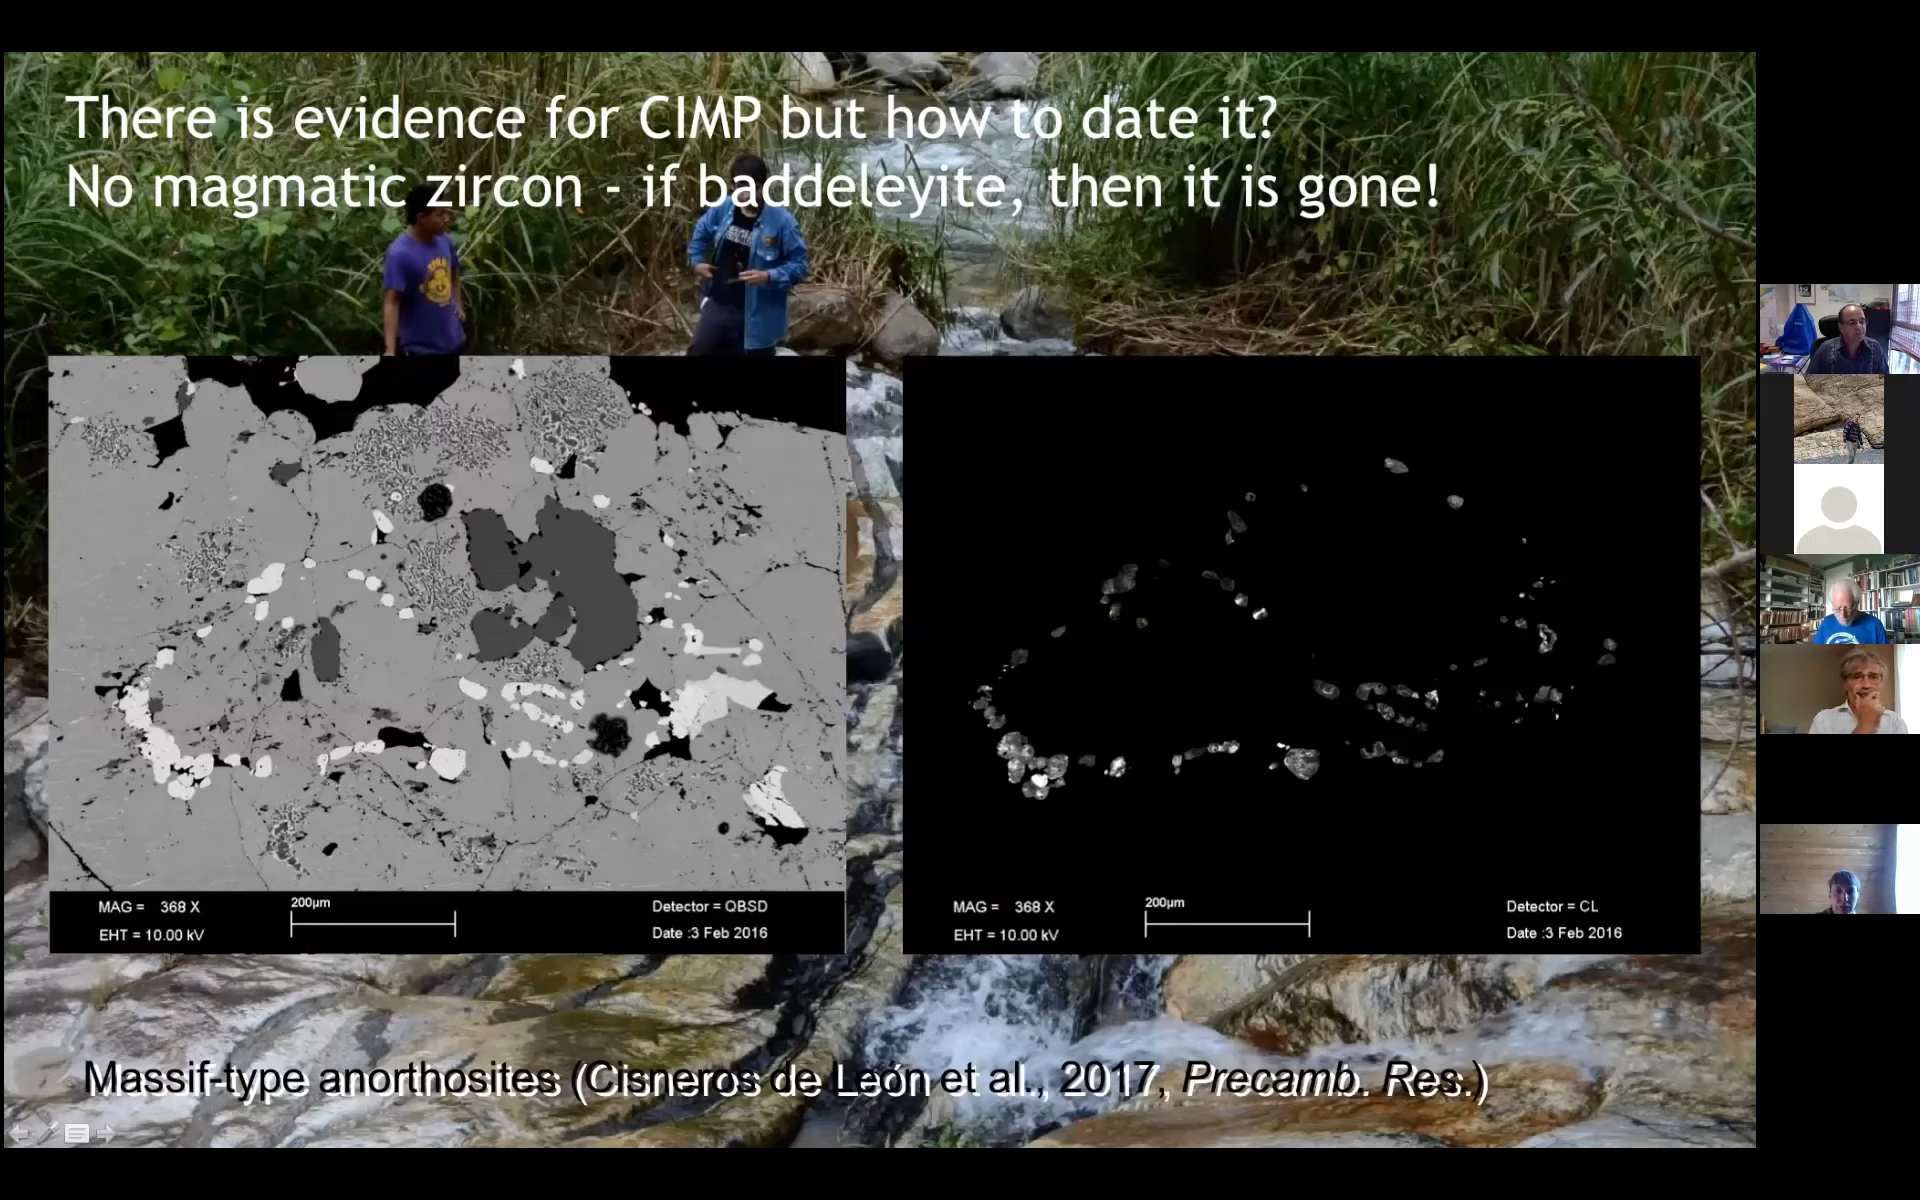 There is evidence for CIMP but how to date it?
No magmatic zircon - if baddeleyite, then it is gone!
MAG = 368 X
EHT = 10.00 kV
200µm
Detector = QBSD
Date :3 Feb 2016
MAG = 368 X
EHT = 10.00 kV
200µm
Detector = CL
Date :3 Feb 2016
Massif-type anorthosites (Cisneros de León et al., 2017, Precamb. Res.)